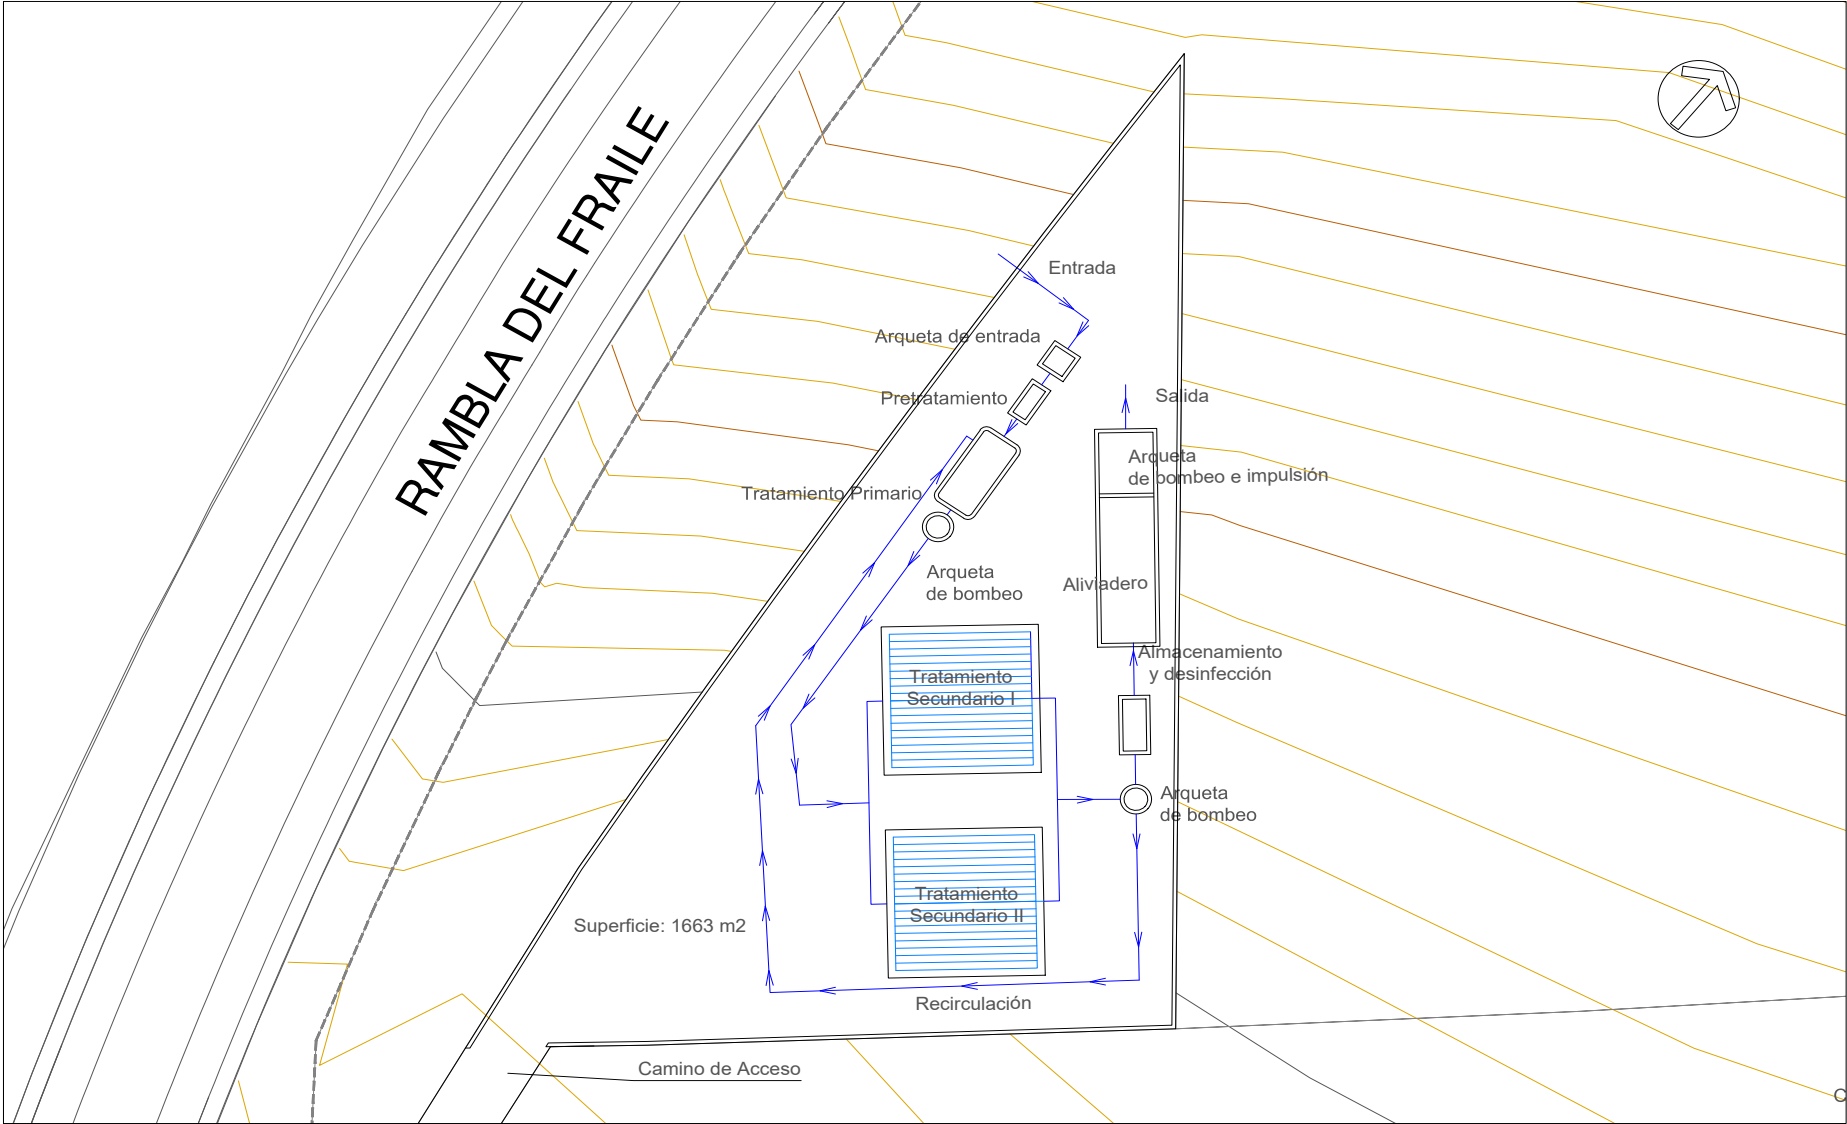 RAMBLA DEL FRAILE
Entrada
Arqueta de entrada
Pretratamiento
Salida
Arqueta
de bombeo e impulsión
Tratamiento Primario
Arqueta
de bombeo
Aliviadero
Almacenamiento
y desinfección
Tratamiento
Secundario I
Arqueta
de bombeo
Tratamiento
Secundario II
Superficie: 1663 m2
Recirculación
Camino de Acceso